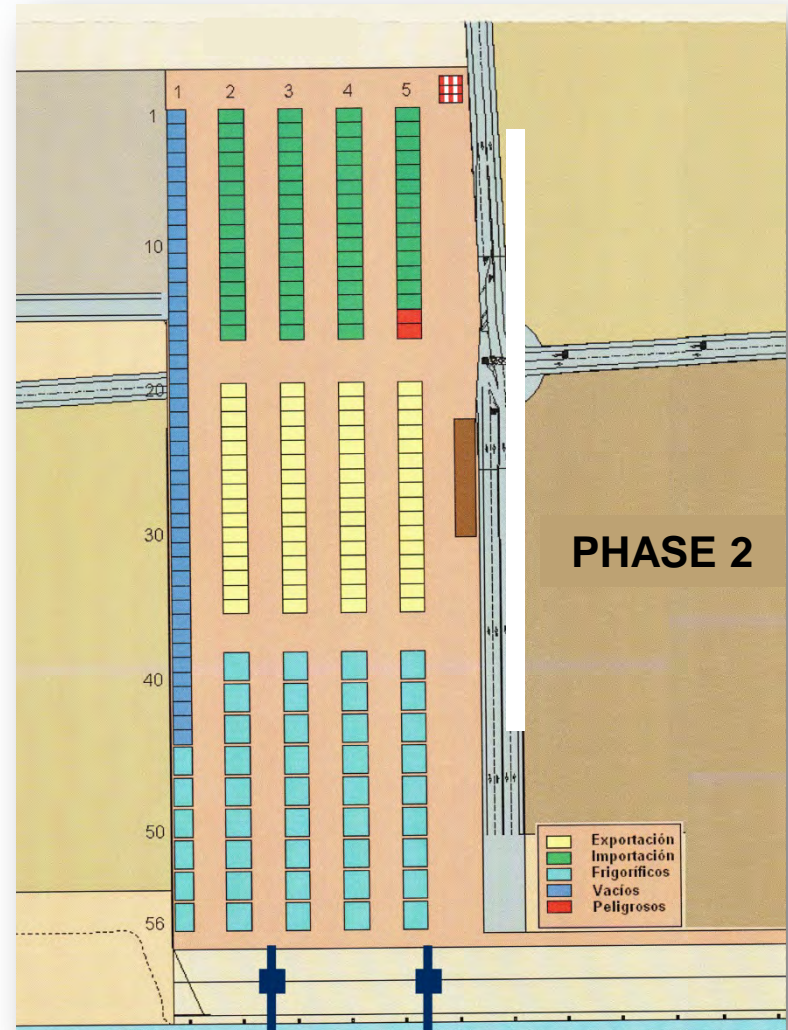 1 2 3 4 5
1
10
20
30
PHASE 2
40
50
56
Exportación
Importación
Frigoríficos
Vacíos
Peligrosos